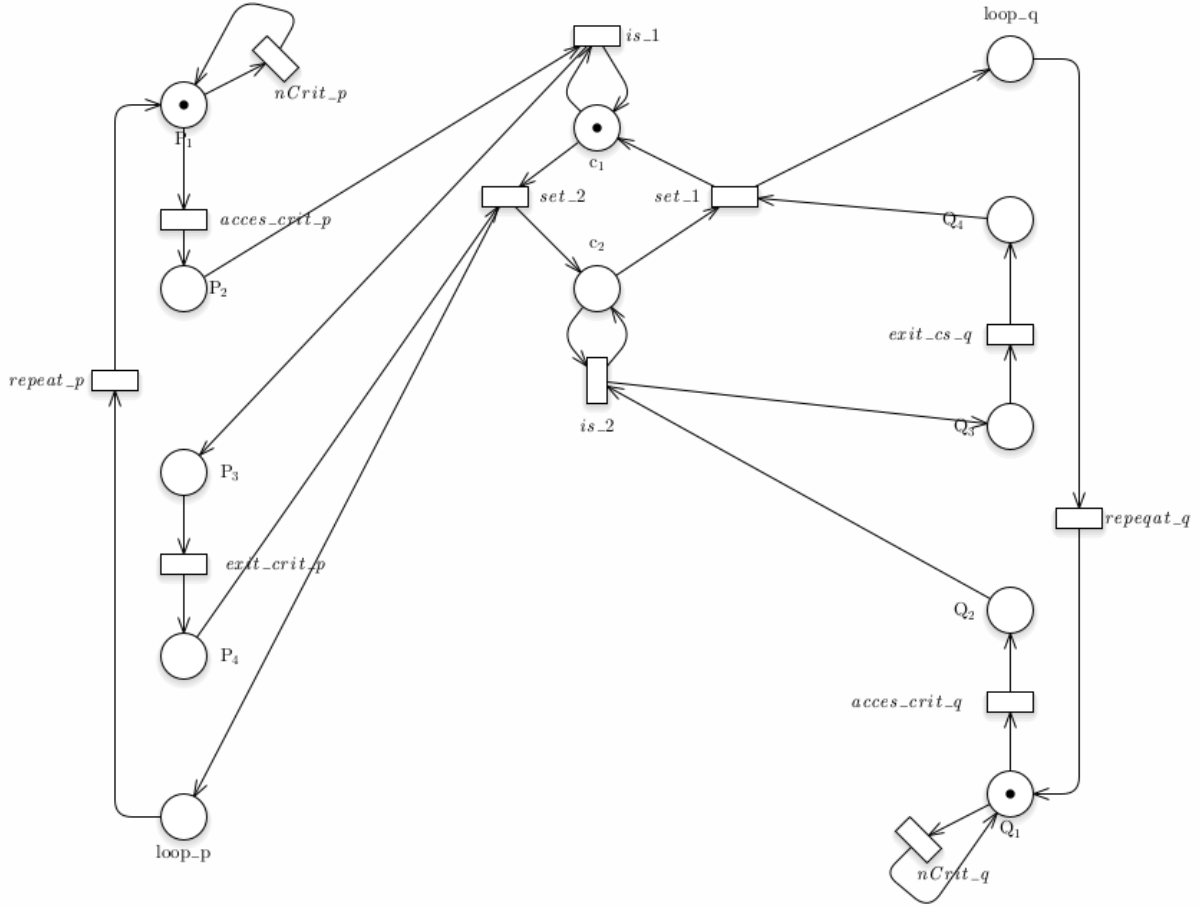 loop_q
is_1
nCrit_p
P₁
c₁
set_2
set_1
acces_crit_p
Q₄
c₂
P₂
exit_cs_q
repeat_p
is_2
Q₃
P₃
repeqat_q
exit_crit_p
Q₂
P₄
acces_crit_q
Q₁
loop_p
nCrit_q